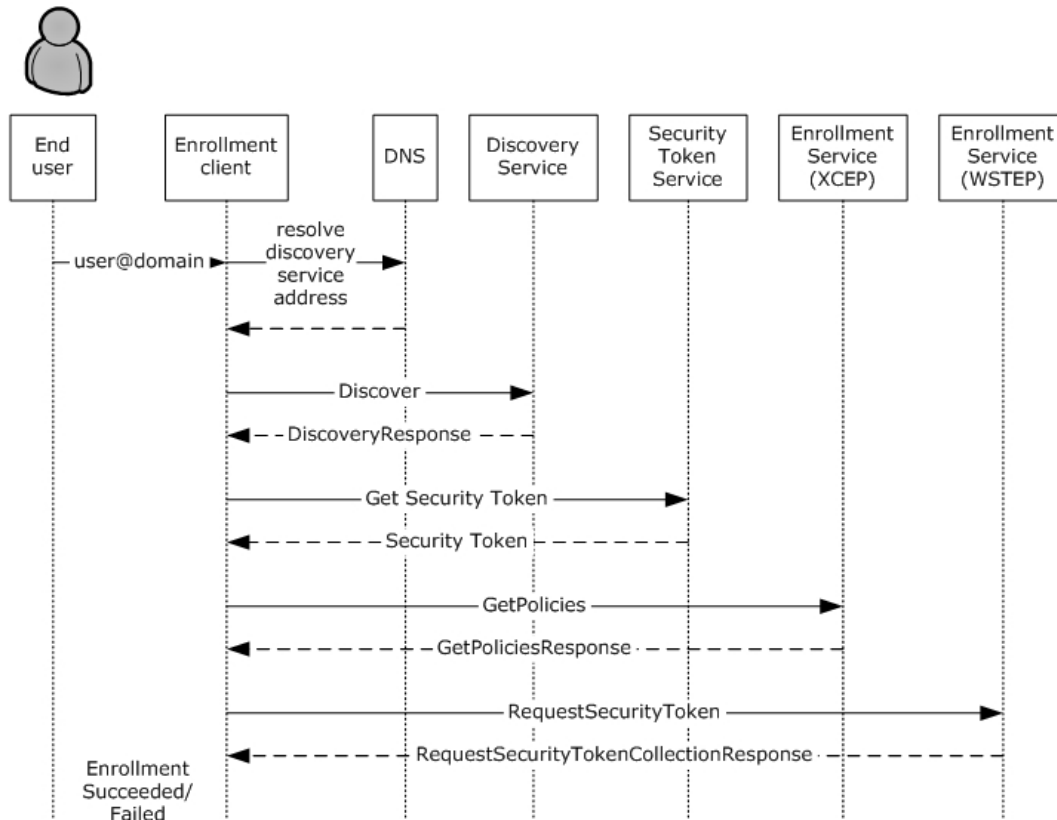 End
user
Enrollment
client
DNS
Discovery
Service
Security
Token
Service
Enrollment
Service
(XCEP)
Enrollment
Service
(WSTEP)
user@domain
resolve
discovery
service
address
Discover
DiscoveryResponse
Get Security Token
Security Token
GetPolicies
GetPoliciesResponse
RequestSecurityToken
RequestSecurityTokenCollectionResponse
Enrollment
Succeeded/
Failed